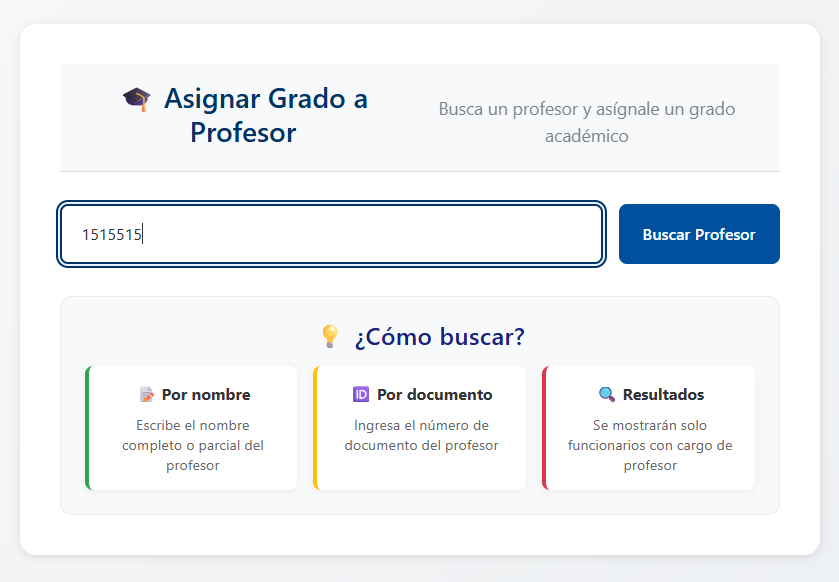 🎓 Asignar Grado a
Profesor
Busca un profesor y asígnale un grado
académico
1515515
Buscar Profesor
💡 ¿Cómo buscar?
📝 Por nombre
Escribe el nombre
completo o parcial del
profesor
🆔 Por documento
Ingresa el número de
documento del profesor
🔍 Resultados
Se mostrarán solo
funcionarios con cargo de
profesor